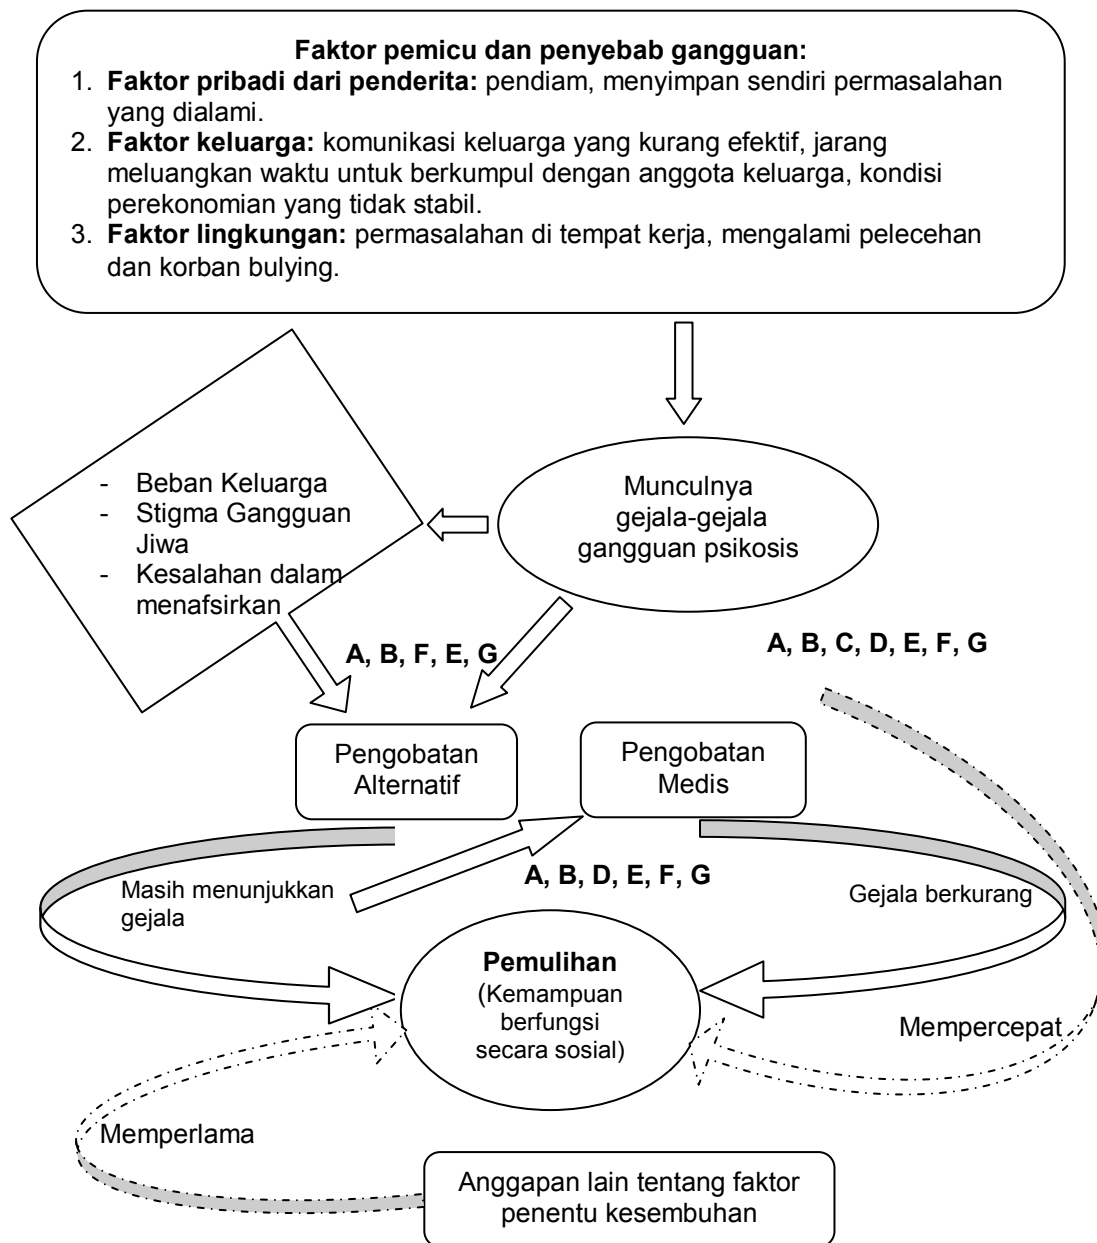 Faktor pemicu dan penyebab gangguan:
1. Faktor pribadi dari penderita: pendiam, menyimpan sendiri permasalahan
yang dialami.
2. Faktor keluarga: komunikasi keluarga yang kurang efektif, jarang
meluangkan waktu untuk berkumpul dengan anggota keluarga, kondisi
perekonomian yang tidak stabil.
3. Faktor lingkungan: permasalahan di tempat kerja, mengalami pelecehan
dan korban bulying.
- Beban Keluarga
- Stigma Gangguan
Jiwa
- Kesalahan dalam
menafsirkan
Munculnya
gejala-gejala
gangguan psikosis
A, B, F, E, G
A, B, C, D, E, F, G
Pengobatan
Alternatif
Pengobatan
Medis
Masih menunjukkan
gejala
A, B, D, E, F, G
Gejala berkurang
Pemulihan
(Kemampuan
berfungsi
secara sosial)
Mempercepat
Memperlama
Anggapan lain tentang faktor
penentu kesembuhan